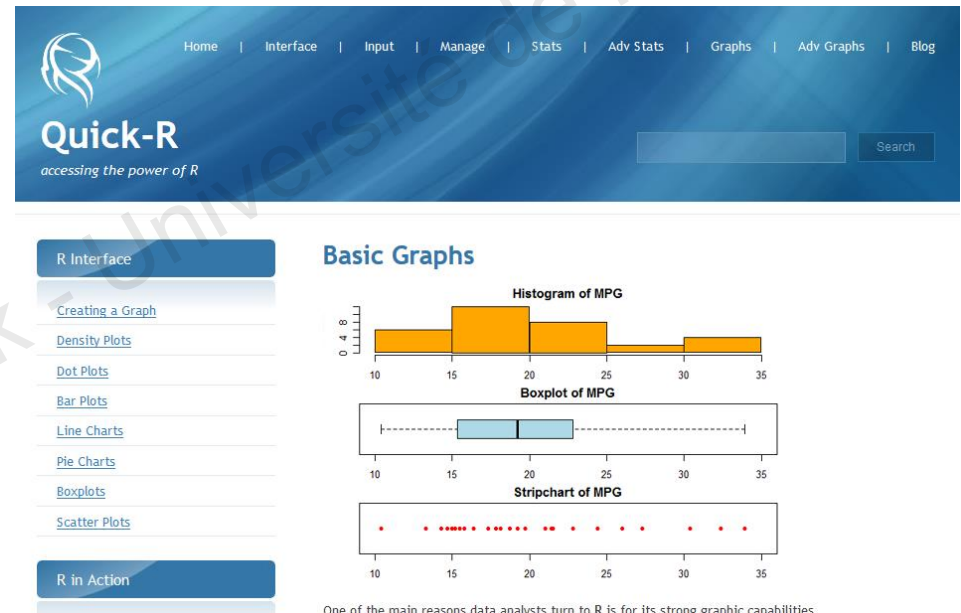 Home | Interface | Input | Manage | Stats | Adv Stats | Graphs | Adv Graphs | Blog
Quick-R
accessing the power of R
Search
R Interface
Creating a Graph
Density Plots
Dot Plots
Bar Plots
Line Charts
Pie Charts
Boxplots
Scatter Plots
R in Action
Basic Graphs
Histogram of MPG
0 4 8
10 15 20 25 30 35
Boxplot of MPG
10 15 20 25 30 35
Stripchart of MPG
10 15 20 25 30 35
One of the main reasons data analysts turn to R is for its strong graphic capabilities.
- Universite de